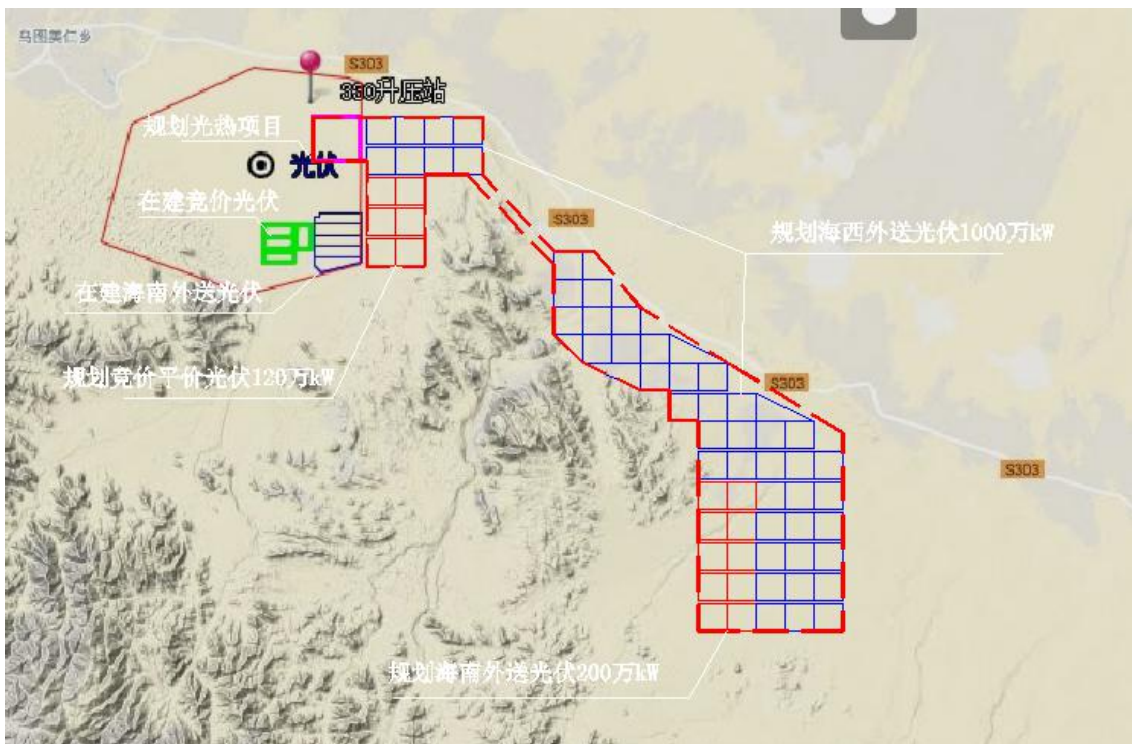 乌图美仁乡
S303
330升压站
规划光热项目
光伏
在建竞价光伏
S303
规划海西外送光伏1000万kW
在建海南外送光伏
规划竞价平价光伏120万kW
S303
S303
规划海南外送光伏200万kW